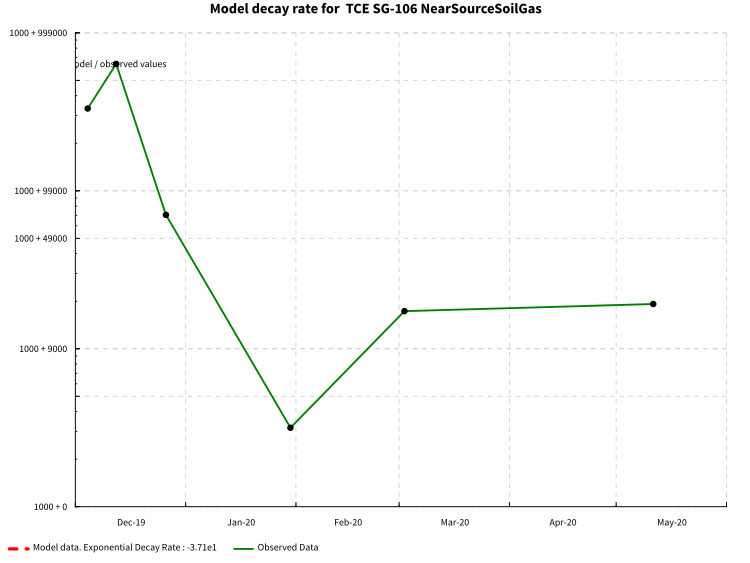 Model decay rate for TCE SG-106 NearSourceSoilGas
1000 + 999000
odel / observed values
1000 + 99000
1000 + 49000
1000 + 9000
1000 + 0
Dec-19 Jan-20 Feb-20 Mar-20 Apr-20 May-20
Model data. Exponential Decay Rate : -3.71e1 Observed Data